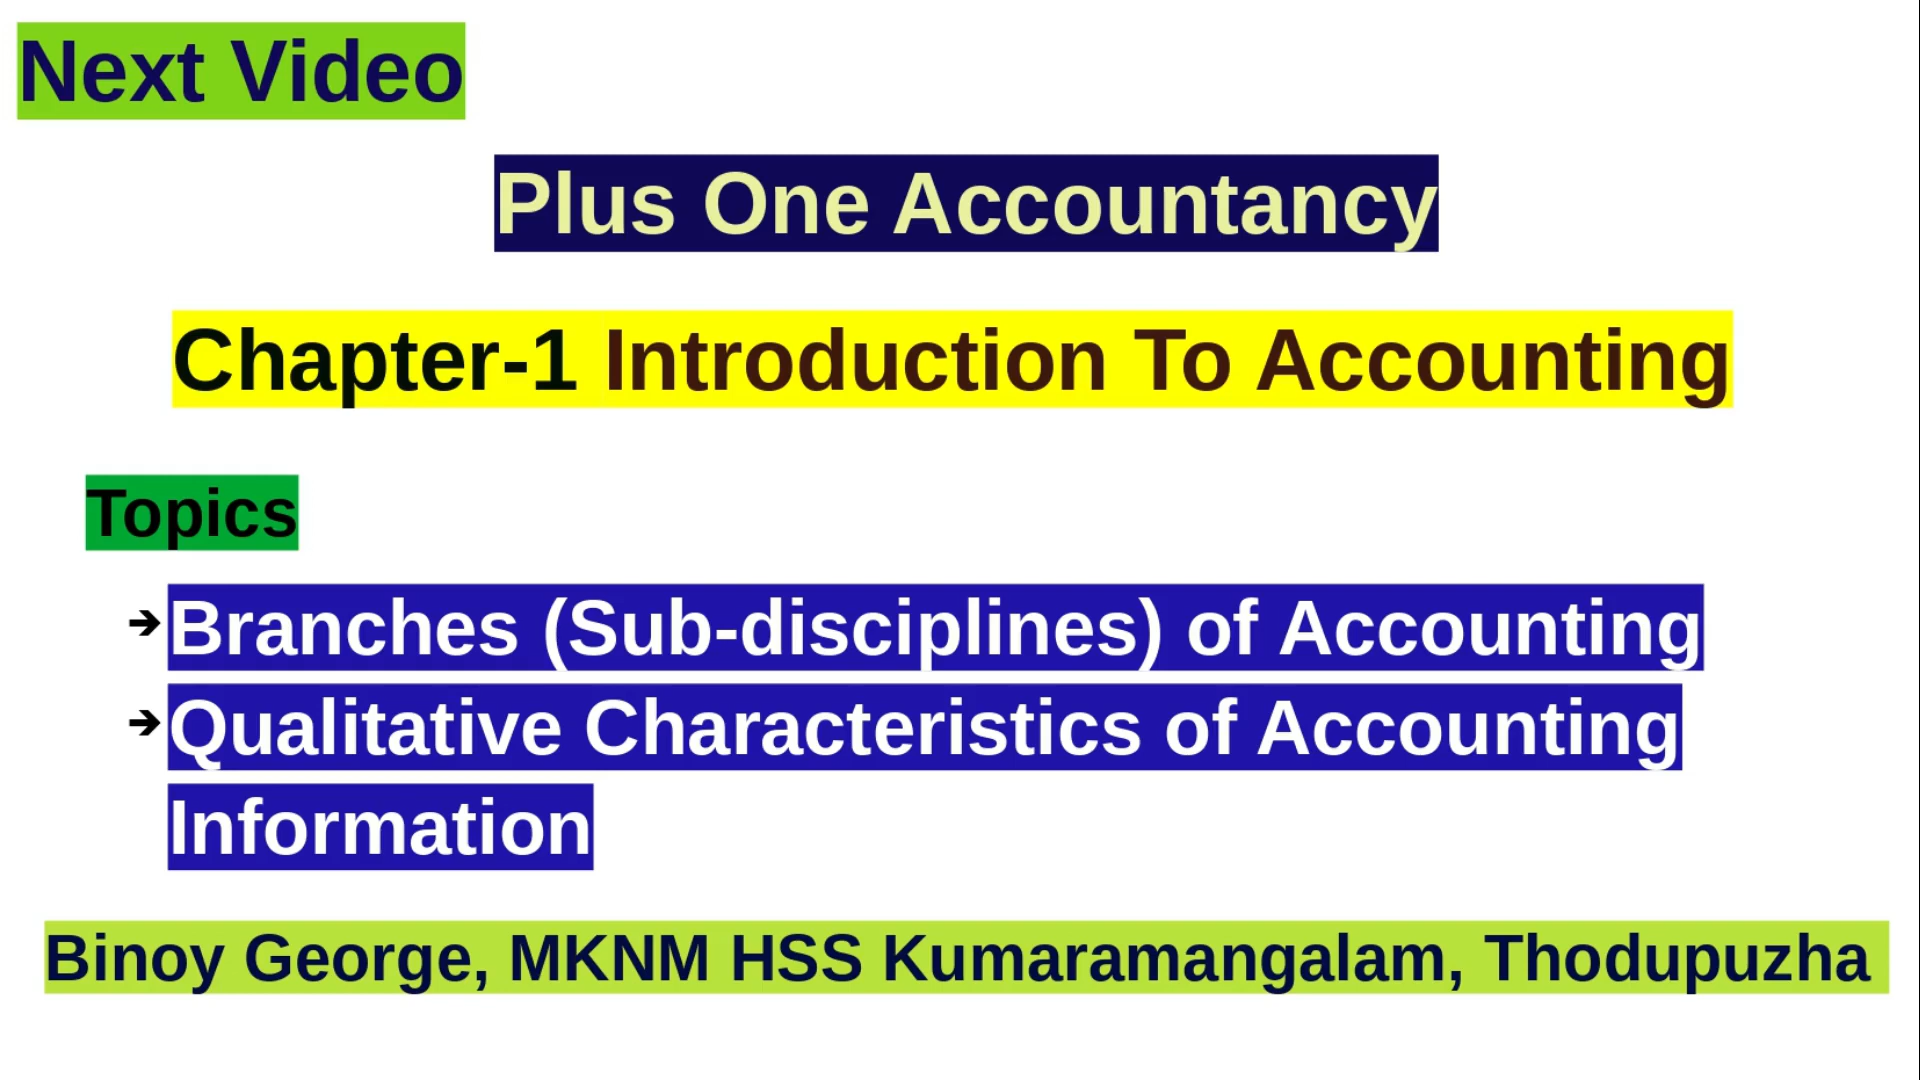 Next Video
Plus One Accountancy
Chapter-1 Introduction To Accounting
Topics
➔Branches (Sub-disciplines) of Accounting
➔Qualitative Characteristics of Accounting
Information
Binoy George, MKNM HSS Kumaramangalam, Thodupuzha